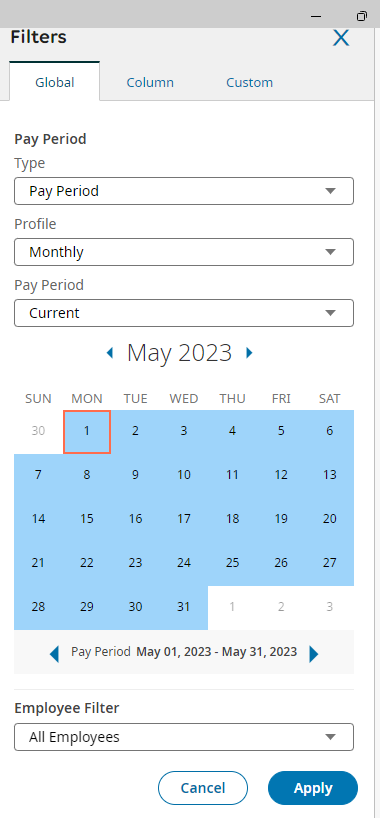 Filters
Global Column Custom
Pay Period
Type
Pay Period
Profile
Monthly
Pay Period
Current
May 2023
SUN MON TUE WED THU FRI SAT
30 1 2 3 4 5 6
7 8 9 10 11 12 13
14 15 16 17 18 19 20
21 22 23 24 25 26 27
28 29 30 31 1 2 3
Pay Period May 01, 2023 - May 31, 2023
Employee Filter
All Employees
Cancel Apply